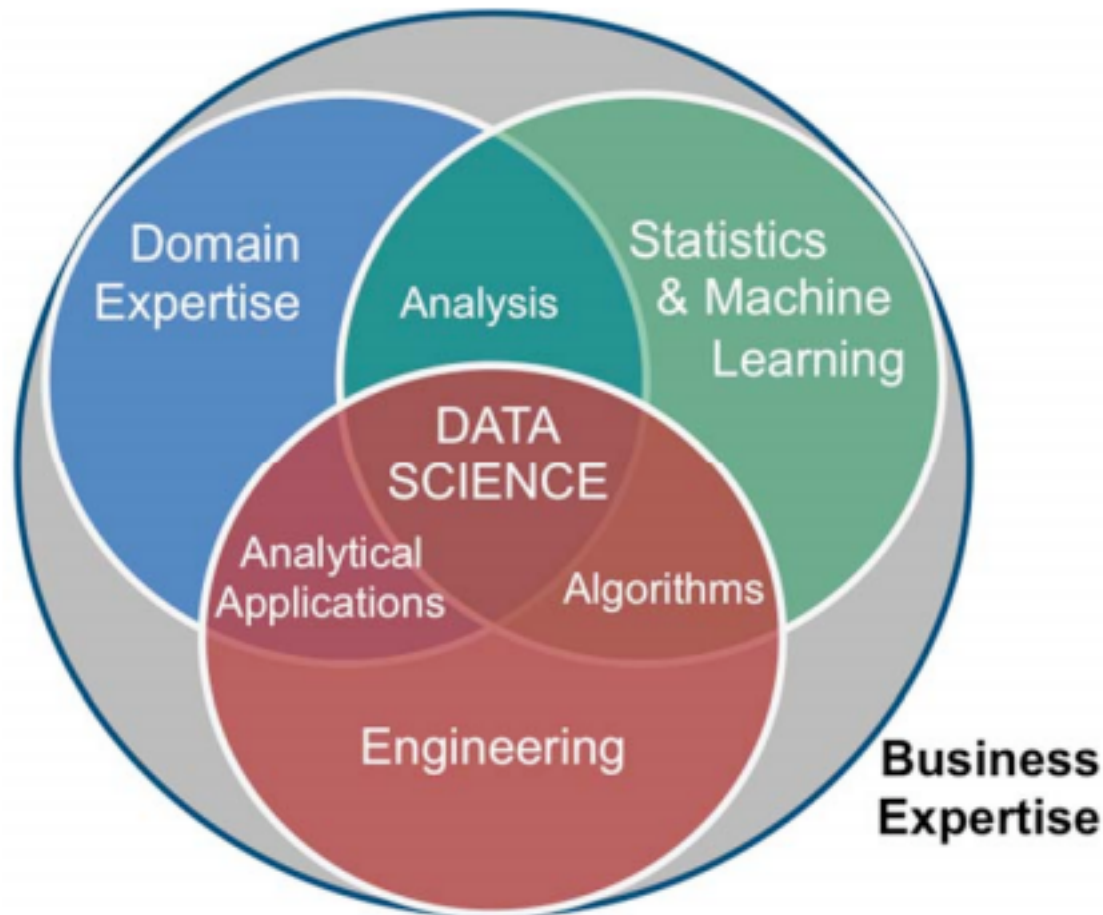 Domain
Expertise
Statistics
& Machine
Learning
Analysis
DATA
SCIENCE
Analytical
Applications
Algorithms
Engineering
Business
Expertise